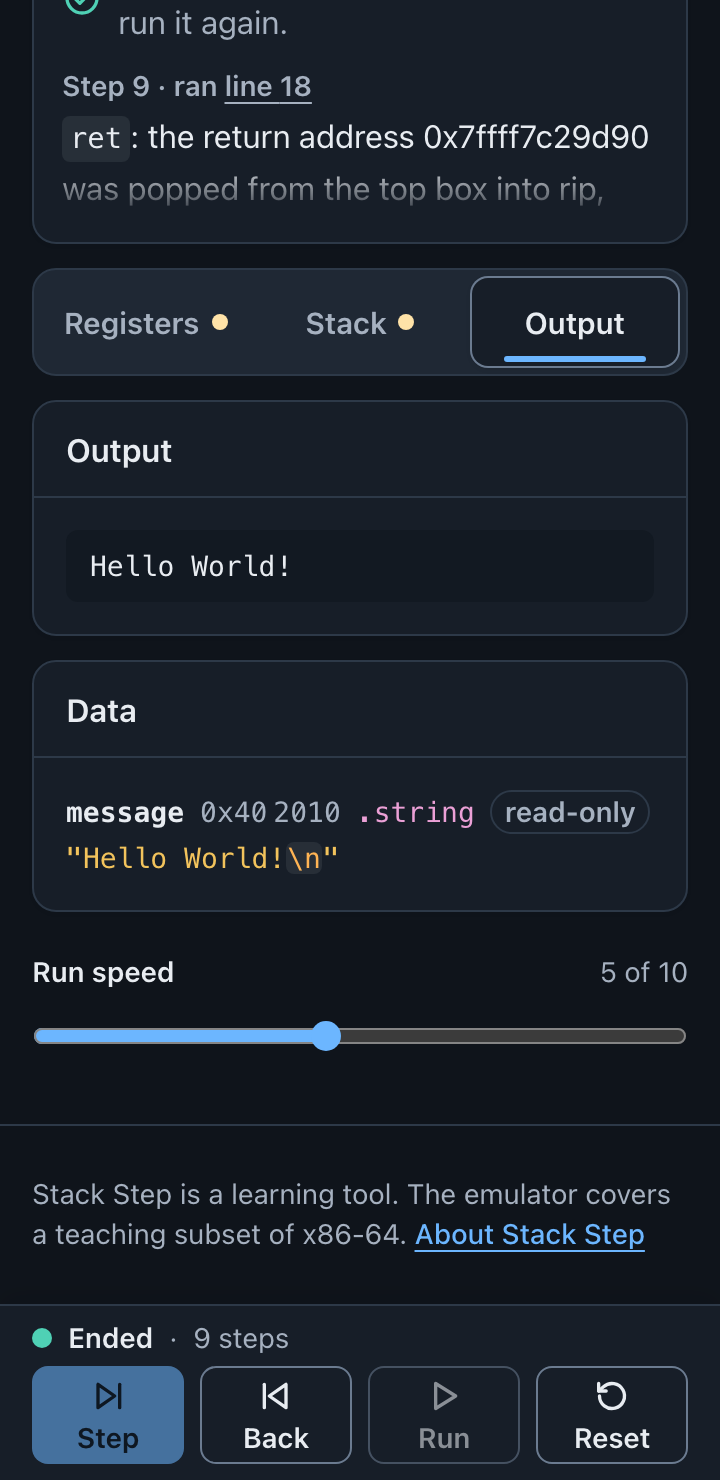 run it again.
Step 9 · ran line 18
ret: the return address 0x7ffff7c29d90
was popped from the top box into rip,
Registers Stack Output
Output
Hello World!
Data
message 0x402010 .string read-only
"Hello World!\n"
Run speed 5 of 10
Stack Step is a learning tool. The emulator covers
a teaching subset of x86-64. About Stack Step
Ended · 9 steps
Step Back Run Reset